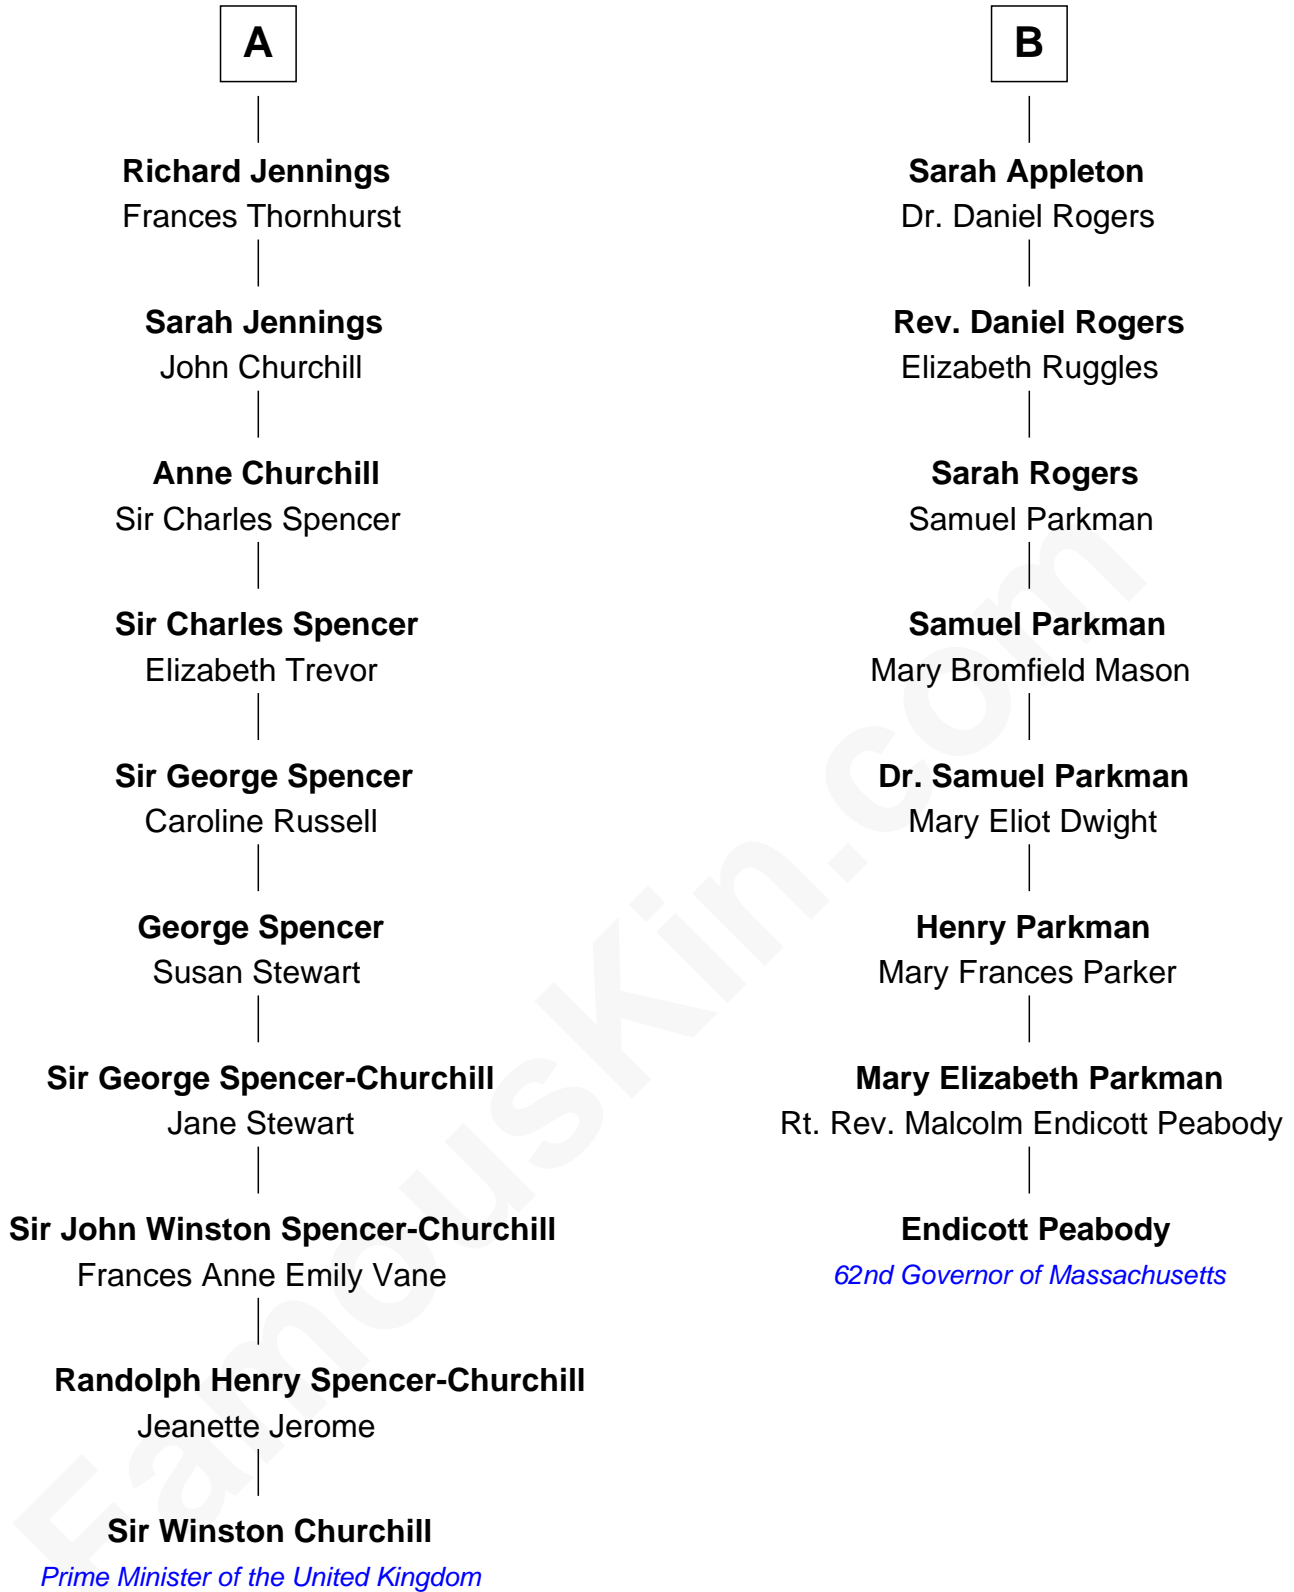 A
Richard Jennings
Frances Thornhurst
Sarah Jennings
John Churchill
Anne Churchill
Sir Charles Spencer
Sir Charles Spencer
Elizabeth Trevor
Sir George Spencer
Caroline Russell
George Spencer
Susan Stewart
Sir George Spencer-Churchill
Jane Stewart
Sir John Winston Spencer-Churchill
Frances Anne Emily Vane
Randolph Henry Spencer-Churchill
Jeanette Jerome
Sir Winston Churchill
Prime Minister of the United Kingdom
B
Sarah Appleton
Dr. Daniel Rogers
Rev. Daniel Rogers
Elizabeth Ruggles
Sarah Rogers
Samuel Parkman
Samuel Parkman
Mary Bromfield Mason
Dr. Samuel Parkman
Mary Eliot Dwight
Henry Parkman
Mary Frances Parker
Mary Elizabeth Parkman
Rt. Rev. Malcolm Endicott Peabody
Endicott Peabody
62nd Governor of Massachusetts
FamousKin.com